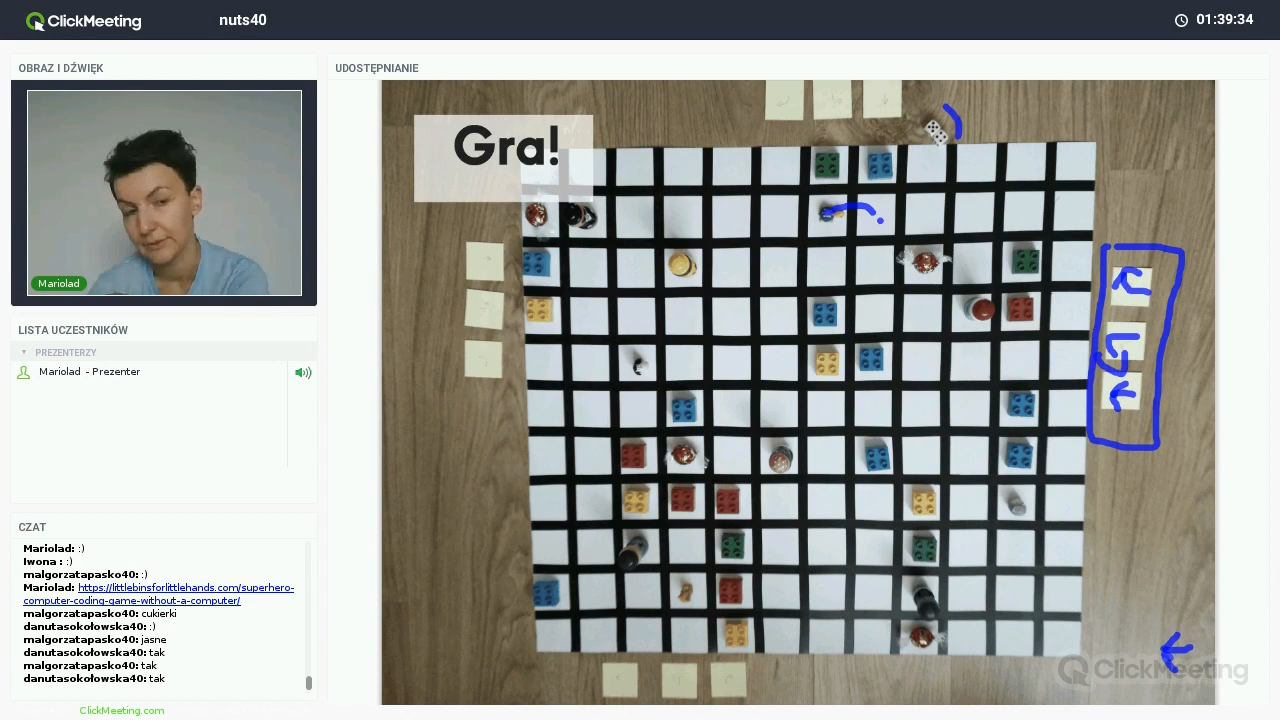 ClickMeeting
nuts40
01:39:34
OBRAZ I DŹWIĘK
UDOSTĘPNIANIE
Gra!
Mariolad
LISTA UCZESTNIKÓW
PREZENTERZY
Mariolad - Prezenter
CZAT
Mariolad: :)
Iwona : :)
malgorzatapasko40: :)
Mariolad: https://littlebinsforlittlehands.com/superhero-
computer-coding-game-without-a-computer/
malgorzatapasko40: cukierki
danutasokołowska40: :)
malgorzatapasko40: jasne
danutasokołowska40: tak
malgorzatapasko40: tak
danutasokołowska40: tak
ClickMeeting
ClickMeeting.com